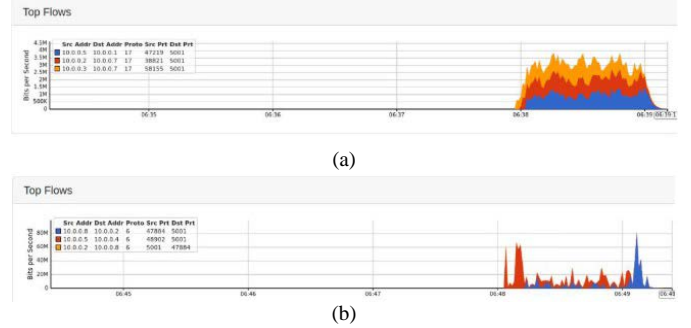 Top Flows
4.5M
4M
3.5M
3M
2.5M
2M
1.5M
1M
500K
0
Bits per Second
Src Addr Dst Addr Proto Src Prt Dst Prt
10.0.0.5 10.0.0.1 17 47219 5001
10.0.0.2 10.0.0.7 17 38821 5001
10.0.0.3 10.0.0.7 17 58155 5001
06:35 06:36 06:37 06:38 06:39
(a)
Top Flows
80M
60M
40M
20M
0
Bits per Second
Src Addr Dst Addr Proto Src Prt Dst Prt
10.0.0.8 10.0.0.2 6 47884 5001
10.0.0.5 10.0.0.4 6 48902 5001
10.0.0.2 10.0.0.8 6 5001 47884
06:45 06:46 06:47 06:48 06:49
(b)